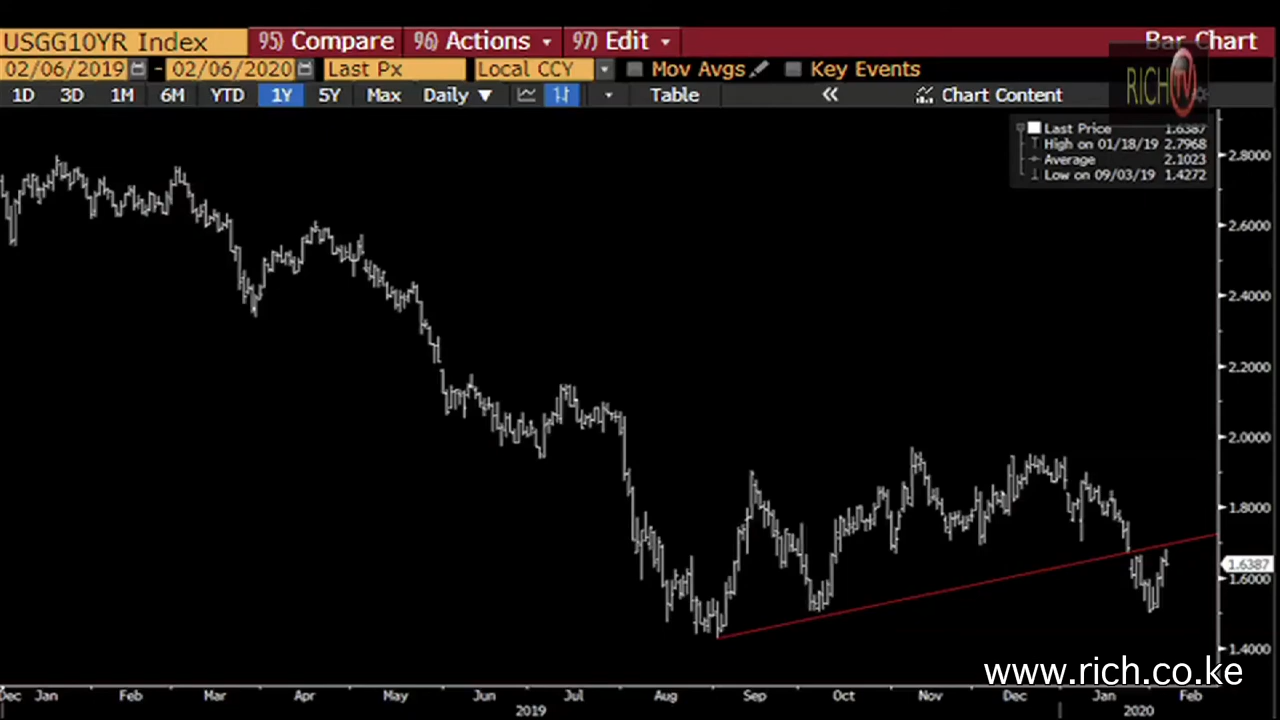 USGG10YR Index 95) Compare 96) Actions 97) Edit Bar Chart
02/06/2019 - 02/06/2020 Last Px Local CCY Mov Avgs Key Events
1D 3D 1M 6M YTD 1Y 5Y Max Daily ▼ Table « Chart Content
RICH TV
Last Price 1.6387
High on 01/18/19 2.7968
Average 2.1023
Low on 09/03/19 1.4272
2.8000
2.6000
2.4000
2.2000
2.0000
1.8000
1.6387
1.6000
1.4000
www.rich.co.ke
Dec Jan Feb Mar Apr May Jun Jul Aug Sep Oct Nov Dec Jan Feb
2019 2020